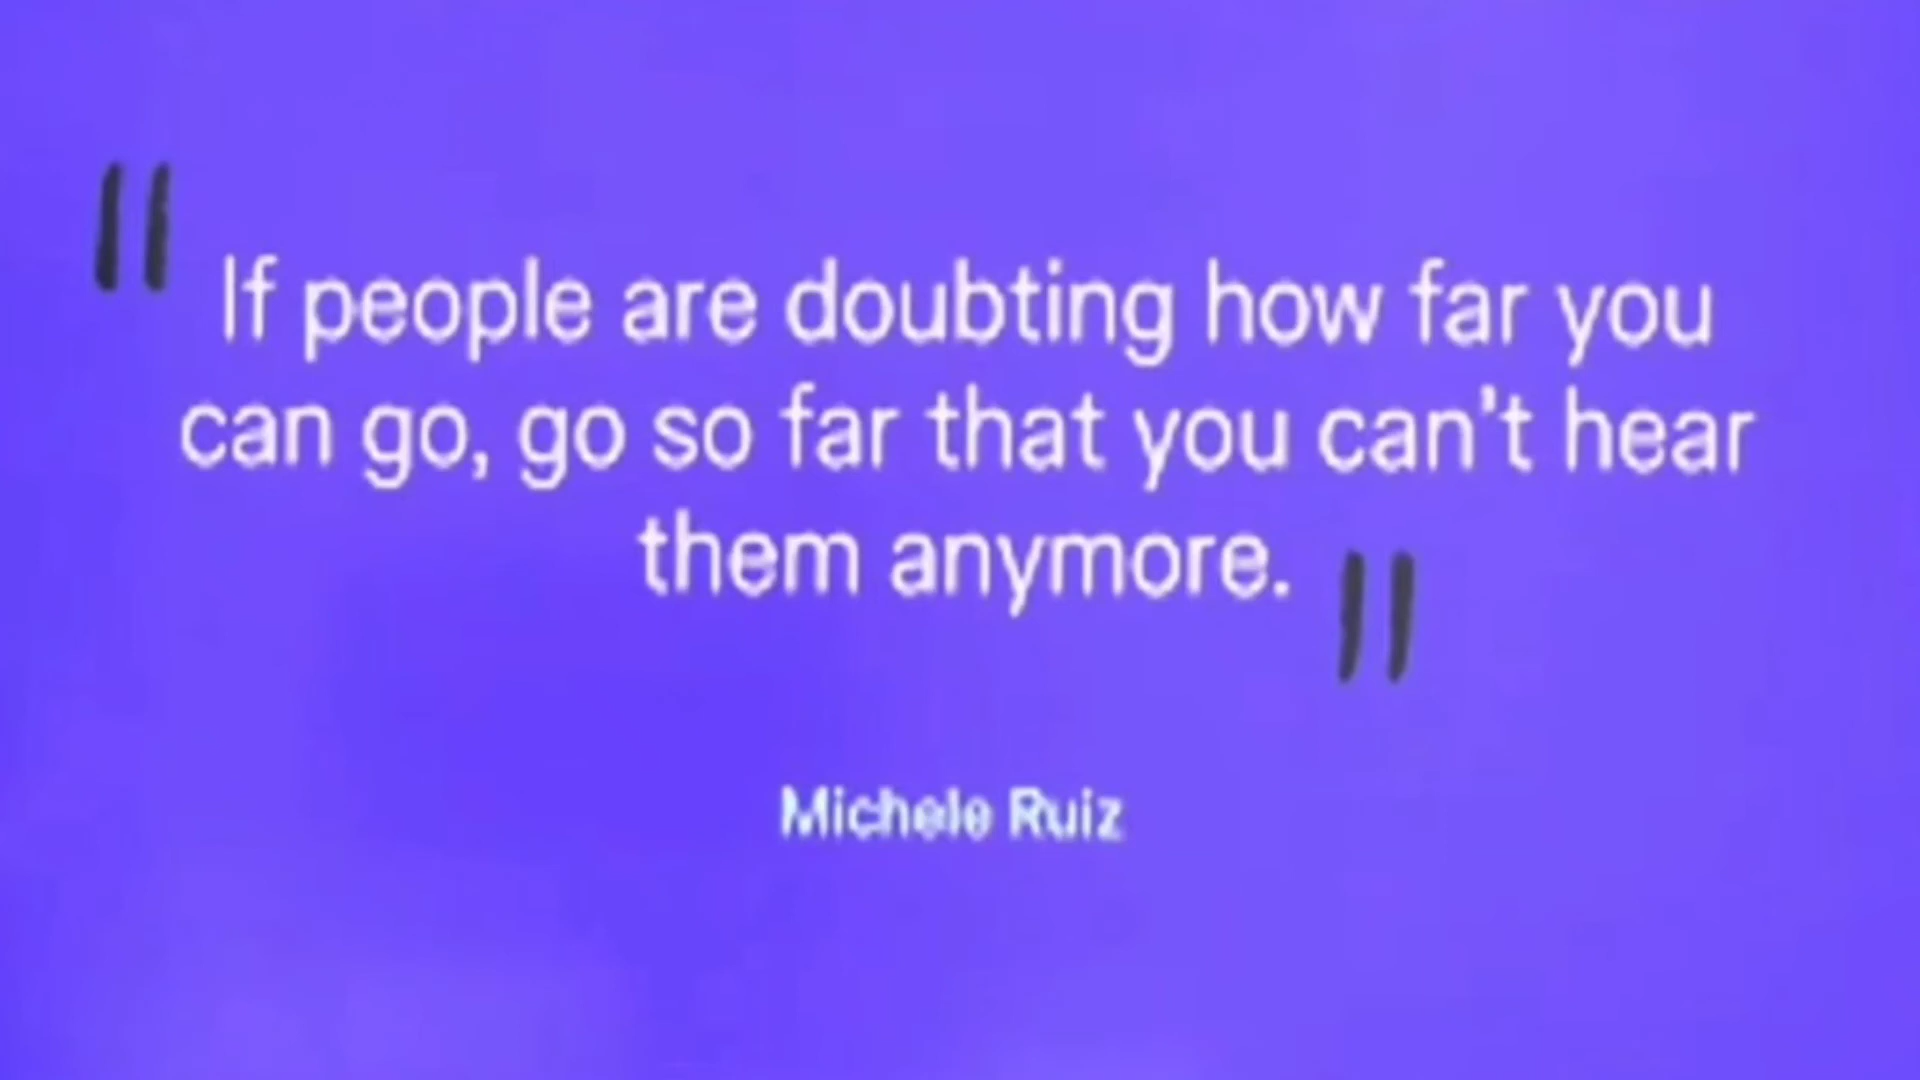 "If people are doubting how far you
can go, go so far that you can't hear
them anymore."
Michele Ruiz